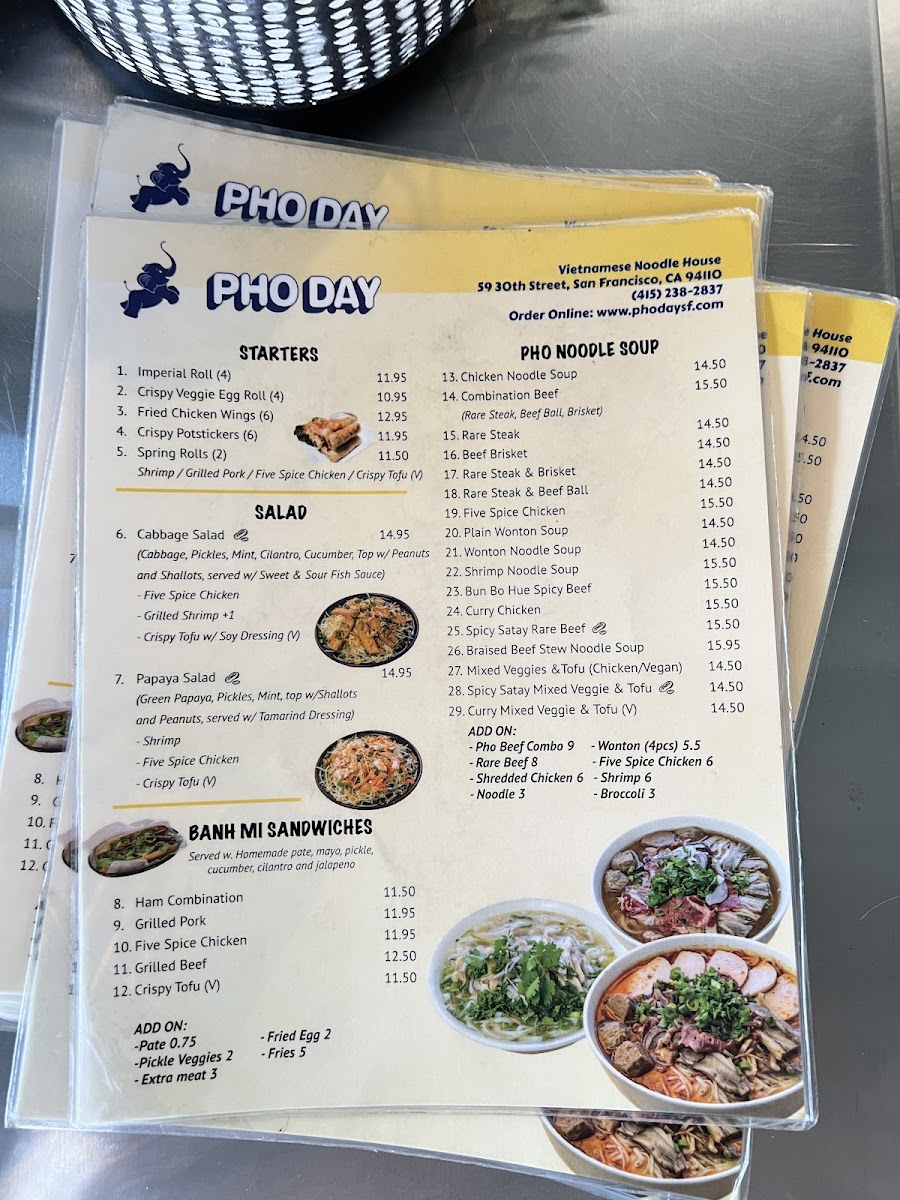 PHO DAY
PHO DAY
Vietnamese Noodle House
59 30th Street, San Francisco, CA 94110
(415) 238-2837
Order Online: www.phodaysf.com
STARTERS
1. Imperial Roll (4) 11.95
2. Crispy Veggie Egg Roll (4) 10.95
3. Fried Chicken Wings (6) 12.95
4. Crispy Potstickers (6) 11.95
5. Spring Rolls (2) 11.50
Shrimp / Grilled Pork / Five Spice Chicken / Crispy Tofu (V)
SALAD
6. Cabbage Salad 14.95
(Cabbage, Pickles, Mint, Cilantro, Cucumber, Top w/ Peanuts
and Shallots, served w/ Sweet & Sour Fish Sauce)
- Five Spice Chicken
- Grilled Shrimp +1
- Crispy Tofu w/ Soy Dressing (V)
7. Papaya Salad 14.95
(Green Papaya, Pickles, Mint, top w/Shallots
and Peanuts, served w/ Tamarind Dressing)
- Shrimp
- Five Spice Chicken
- Crispy Tofu (V)
BANH MI SANDWICHES
Served w. Homemade pate, mayo, pickle,
cucumber, cilantro and jalapeno
8. Ham Combination 11.50
9. Grilled Pork 11.95
10. Five Spice Chicken 11.95
11. Grilled Beef 12.50
12. Crispy Tofu (V) 11.50
ADD ON:
-Pate 0.75 - Fried Egg 2
-Pickle Veggies 2 - Fries 5
- Extra meat 3
PHO NOODLE SOUP
13. Chicken Noodle Soup 14.50
14. Combination Beef 15.50
(Rare Steak, Beef Ball, Brisket)
15. Rare Steak 14.50
16. Beef Brisket 14.50
17. Rare Steak & Brisket 14.50
18. Rare Steak & Beef Ball 14.50
19. Five Spice Chicken 15.50
20. Plain Wonton Soup 14.50
21. Wonton Noodle Soup 14.50
22. Shrimp Noodle Soup 15.50
23. Bun Bo Hue Spicy Beef 15.50
24. Curry Chicken 15.50
25. Spicy Satay Rare Beef 15.50
26. Braised Beef Stew Noodle Soup 15.95
27. Mixed Veggies &Tofu (Chicken/Vegan) 14.50
28. Spicy Satay Mixed Veggie & Tofu 14.50
29. Curry Mixed Veggie & Tofu (V) 14.50
ADD ON:
- Pho Beef Combo 9 - Wonton (4pcs) 5.5
- Rare Beef 8 - Five Spice Chicken 6
- Shredded Chicken 6 - Shrimp 6
- Noodle 3 - Broccoli 3
House
94110
-2837
f.com
8.
9.
10.
11.
12.